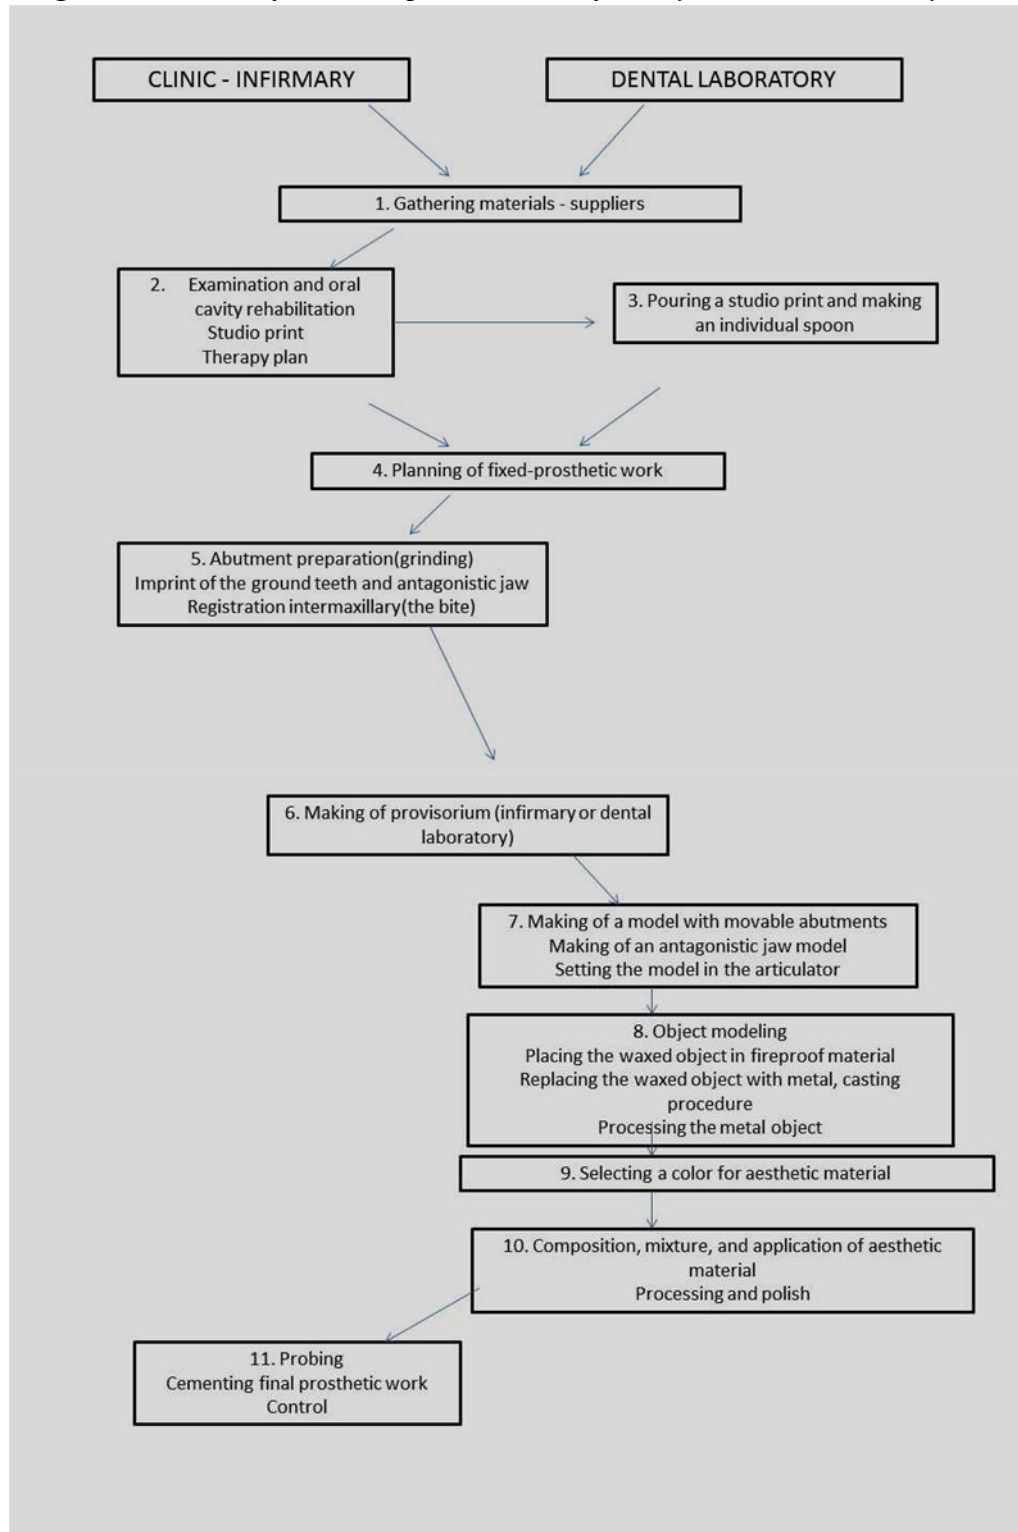 CLINIC - INFIRMARY
DENTAL LABORATORY
1. Gathering materials - suppliers
2. Examination and oral
cavity rehabilitation
Studio print
Therapy plan
3. Pouring a studio print and making
an individual spoon
4. Planning of fixed-prosthetic work
5. Abutment preparation(grinding)
Imprint of the ground teeth and antagonistic jaw
Registration intermaxillary(the bite)
6. Making of provisorium (infirmary or dental
laboratory)
7. Making of a model with movable abutments
Making of an antagonistic jaw model
Setting the model in the articulator
8. Object modeling
Placing the waxed object in fireproof material
Replacing the waxed object with metal, casting
procedure
Processing the metal object
9. Selecting a color for aesthetic material
10. Composition, mixture, and application of aesthetic
material
Processing and polish
11. Probing
Cementing final prosthetic work
Control